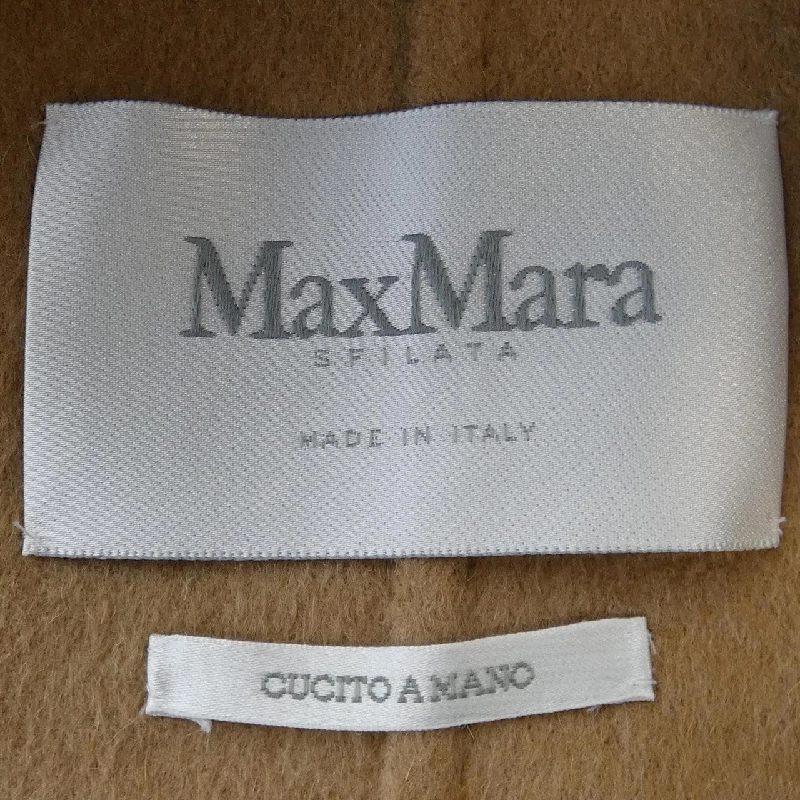 MaxMara
SFILATA
MADE IN ITALY
CUCITO A MANO